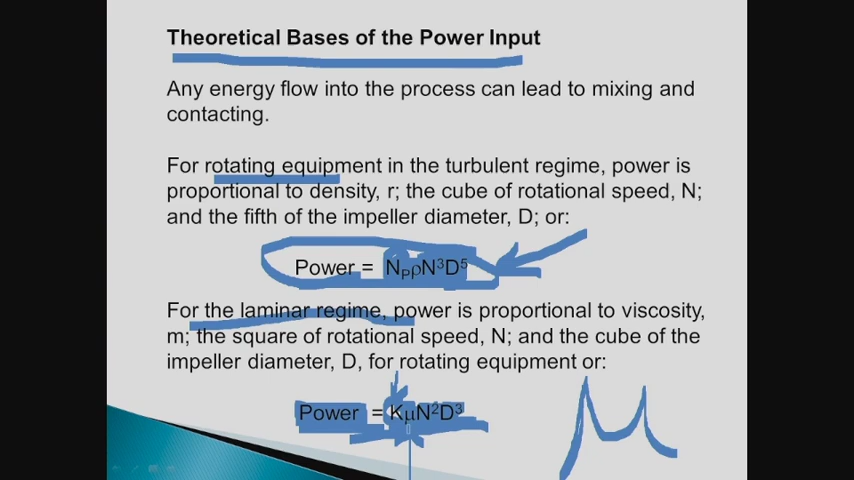 Theoretical Bases of the Power Input
Any energy flow into the process can lead to mixing and
contacting.
For rotating equipment in the turbulent regime, power is
proportional to density, r; the cube of rotational speed, N;
and the fifth of the impeller diameter, D; or:
Power = NₚρN³D⁵
For the laminar regime, power is proportional to viscosity,
m; the square of rotational speed, N; and the cube of the
impeller diameter, D, for rotating equipment or:
Power = KμN²D³
μ